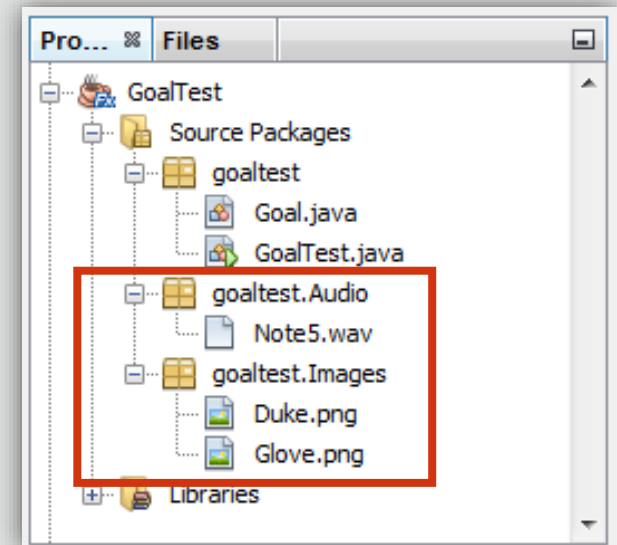 Pro... Files
GoalTest
Source Packages
goaltest
Goal.java
GoalTest.java
goaltest.Audio
Note5.wav
goaltest.Images
Duke.png
Glove.png
Libraries